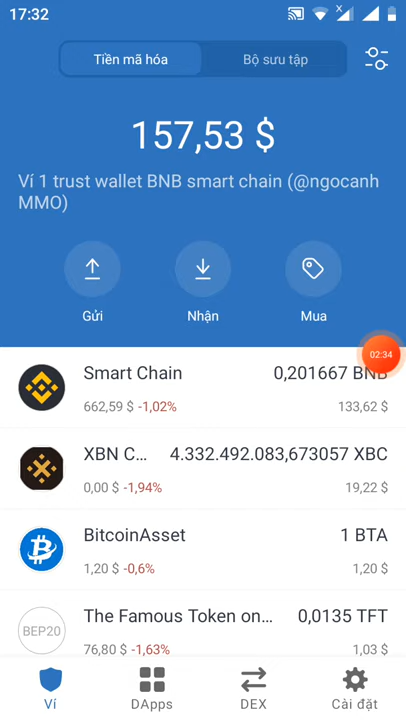 17:32
Tiền mã hóa
Bộ sưu tập
157,53 $
Ví 1 trust wallet BNB smart chain (@ngocanh
MMO)
Gửi
Nhận
Mua
02:34
Smart Chain 0,201667 BNB
662,59 $ -1,02% 133,62 $
XBN C... 4.332.492.083,673057 XBC
0,00 $ -1,94% 19,22 $
BitcoinAsset 1 BTA
1,20 $ -0,6% 1,20 $
BEP20
The Famous Token on... 0,0135 TFT
76,80 $ -1,63% 1,03 $
Ví
DApps
DEX
Cài đặt